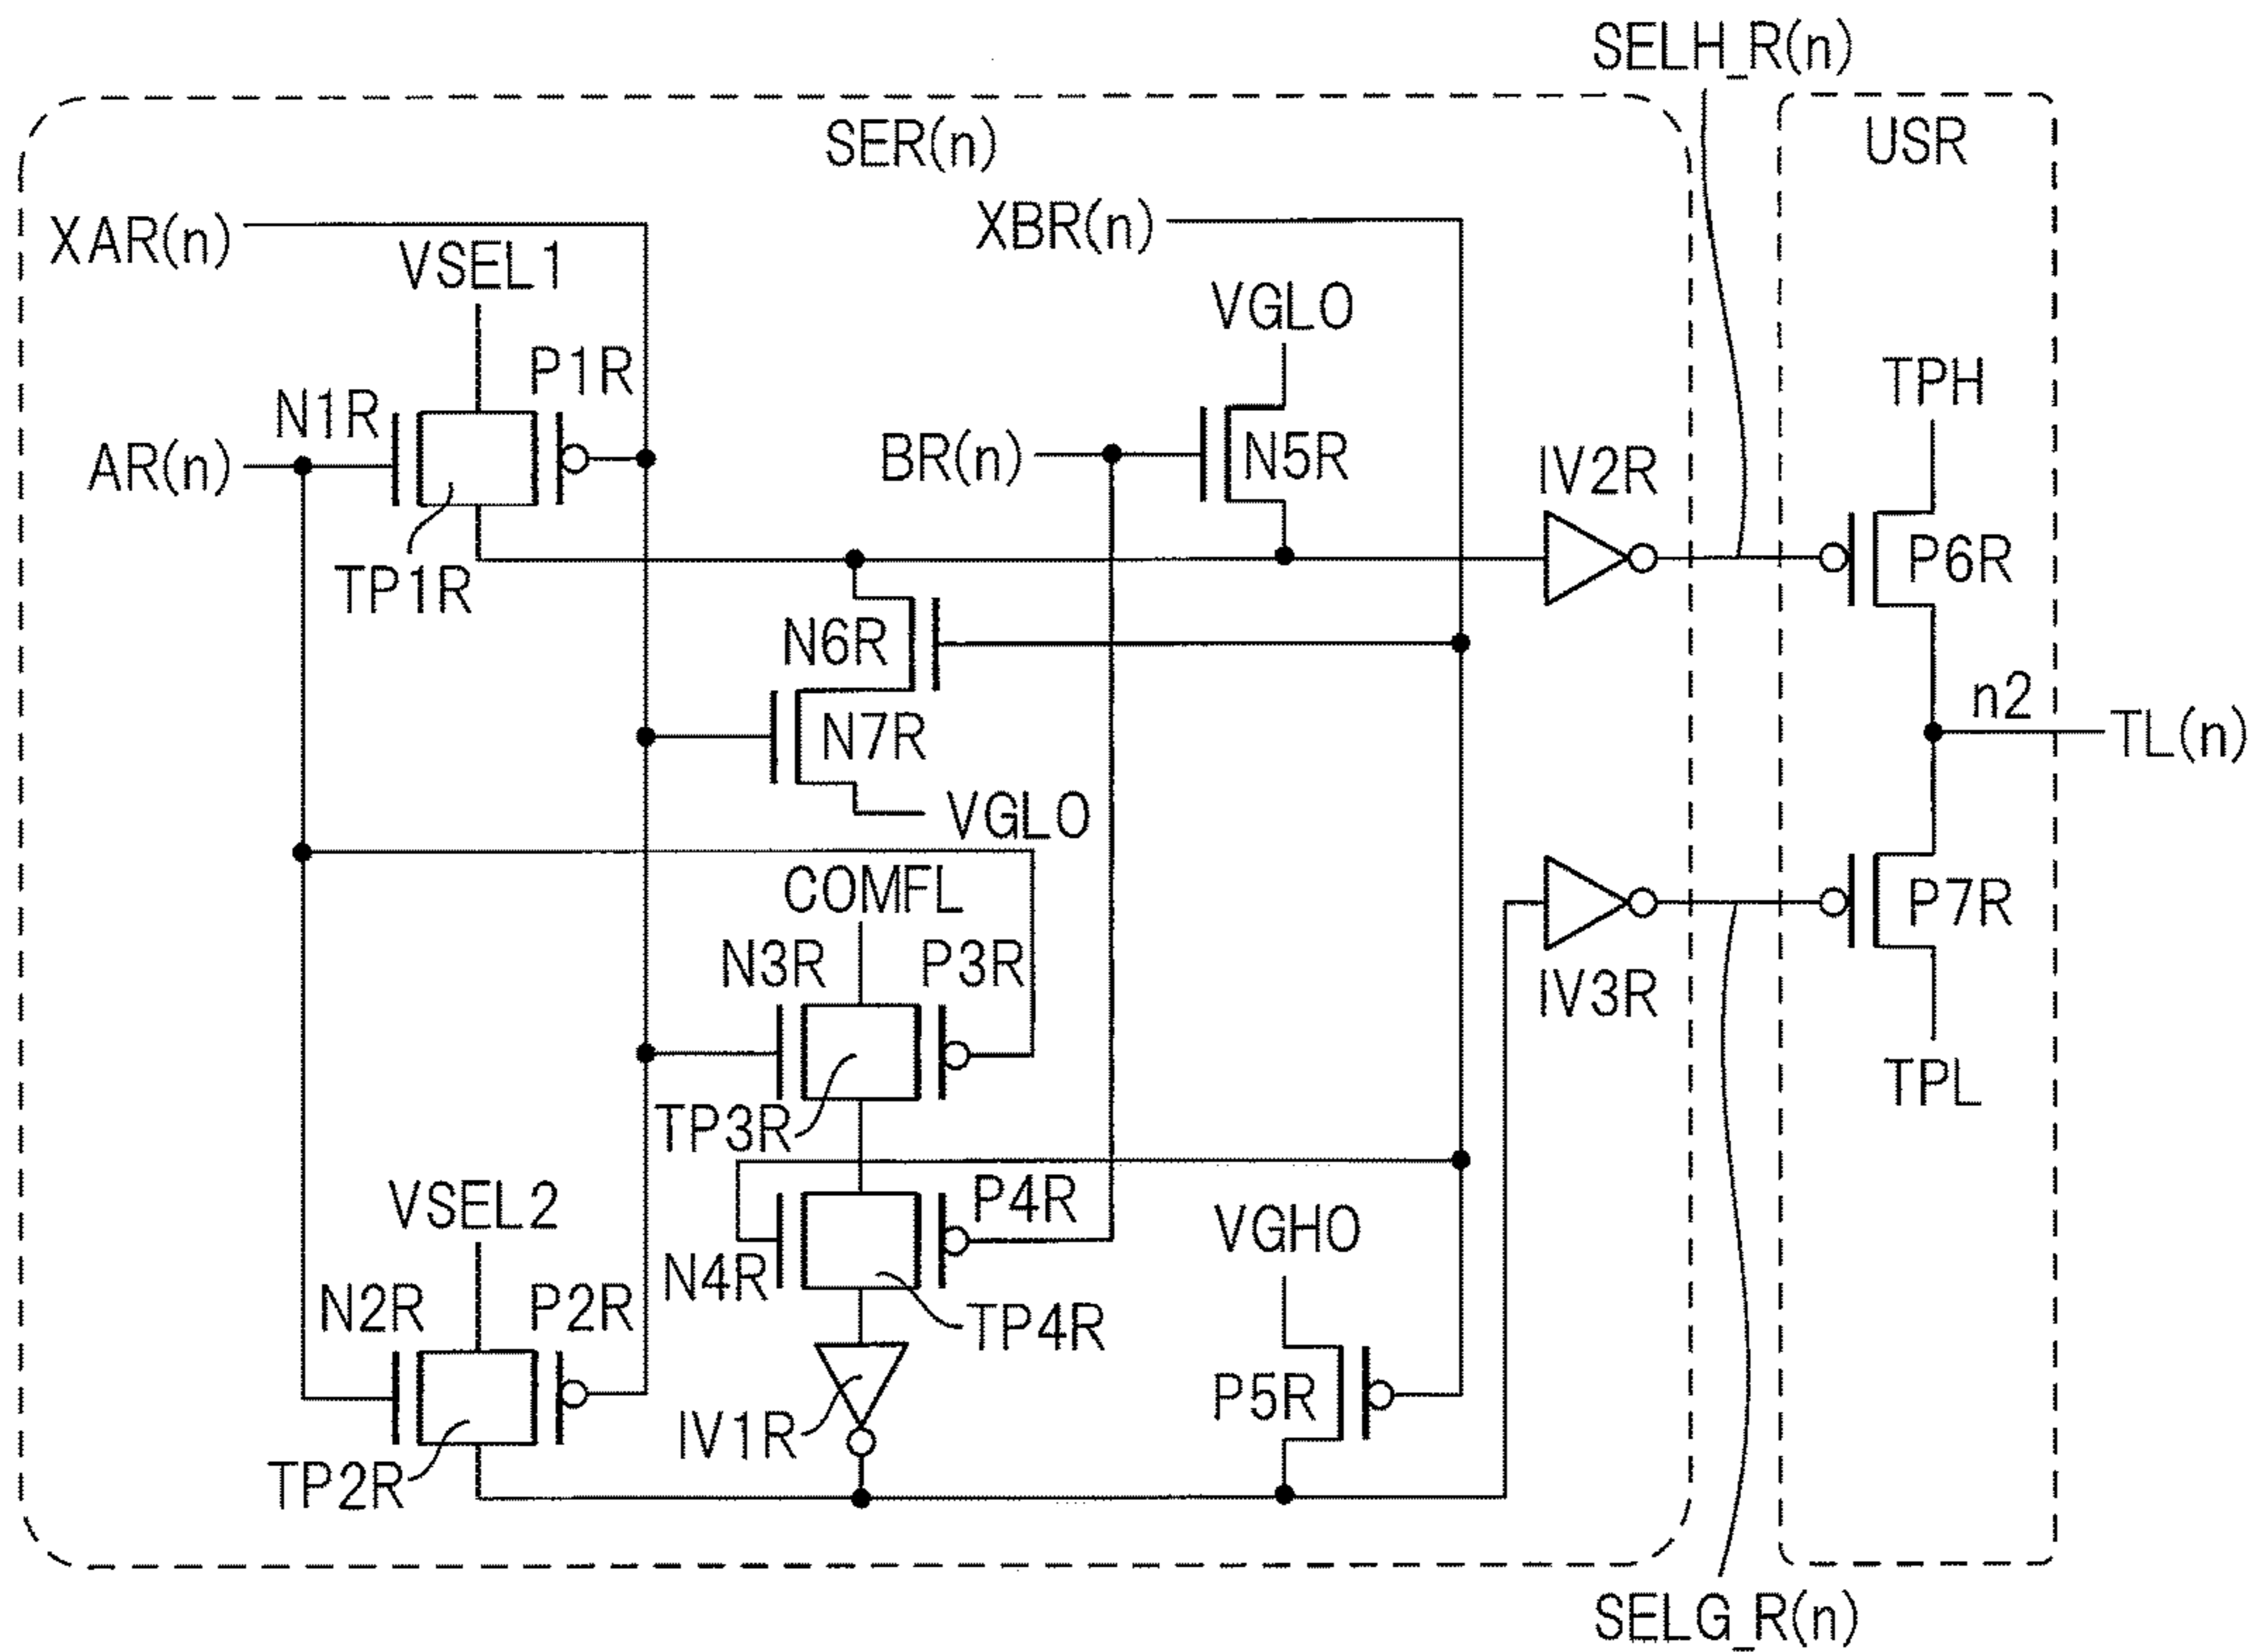 SELH_R(n)
SER(n)
USR
XAR(n)
XBR(n)
VSEL1
VGLO
P1R
TPH
N1R
AR(n)
BR(n)
N5R
IV2R
P6R
TP1R
N6R
n2
TL(n)
N7R
VGLO
COMFL
P7R
N3R
P3R
IV3R
TPL
TP3R
VSEL2
P4R
VGHO
N4R
N2R
P2R
TP4R
P5R
IV1R
TP2R
SELG_R(n)